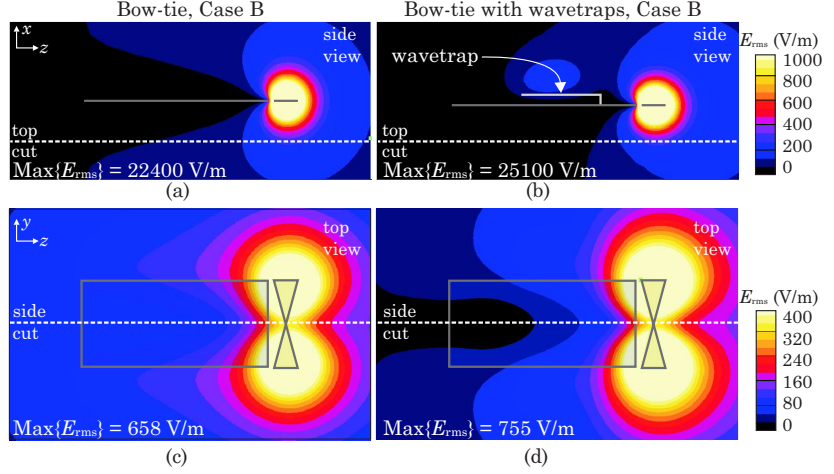 Bow-tie, Case B
Bow-tie with wavetraps, Case B
x
z
side
view
top
cut
Max{E_rms} = 22400 V/m
(a)
wavetrap
side
view
top
cut
Max{E_rms} = 25100 V/m
(b)
E_rms (V/m)
1000
800
600
400
200
0
y
z
top
view
side
cut
Max{E_rms} = 658 V/m
(c)
top
view
side
cut
Max{E_rms} = 755 V/m
(d)
E_rms (V/m)
400
320
240
160
80
0